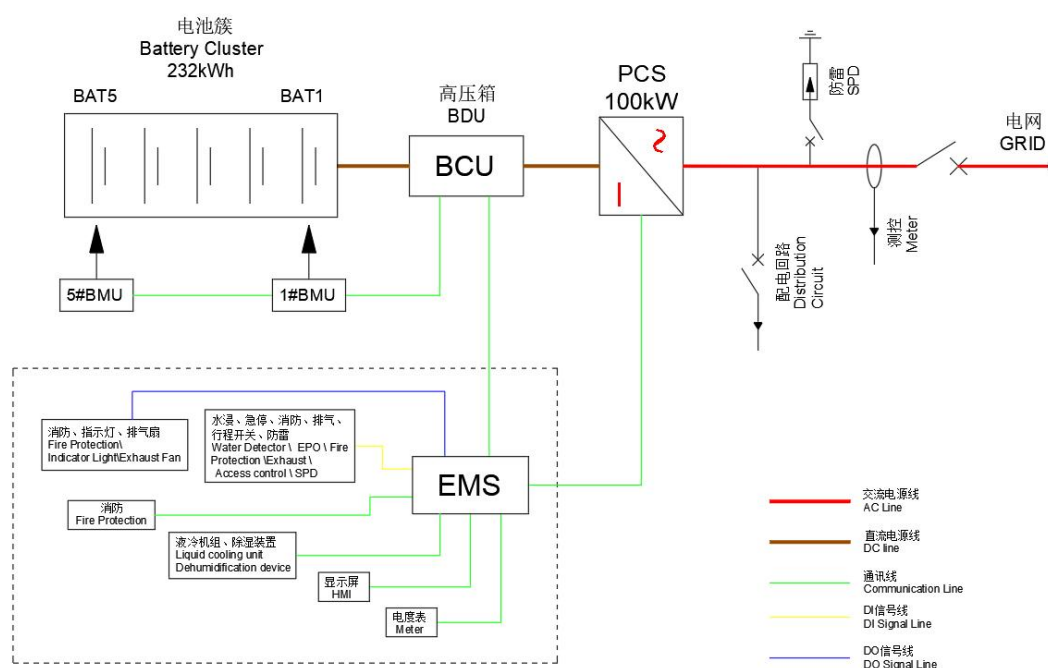 电池簇
Battery Cluster
232kWh
BAT5
BAT1
高压箱
BDU
BCU
PCS
100kW
防雷
SPD
电网
GRID
测控
Meter
配电回路
Distribution
Circuit
5#BMU
1#BMU
消防、指示灯、排气扇
Fire Protection\
Indicator Light\Exhaust Fan
水浸、急停、消防、排气、
行程开关、防雷
Water Detector \ EPO \ Fire
Protection \Exhaust \
Access control \ SPD
EMS
消防
Fire Protection
液冷机组、除湿装置
Liquid cooling unit
Dehumidification device
显示屏
HMI
电度表
Meter
交流电源线
AC Line
直流电源线
DC line
通讯线
Communication Line
DI信号线
DI Signal Line
DO信号线
DO Signal Line